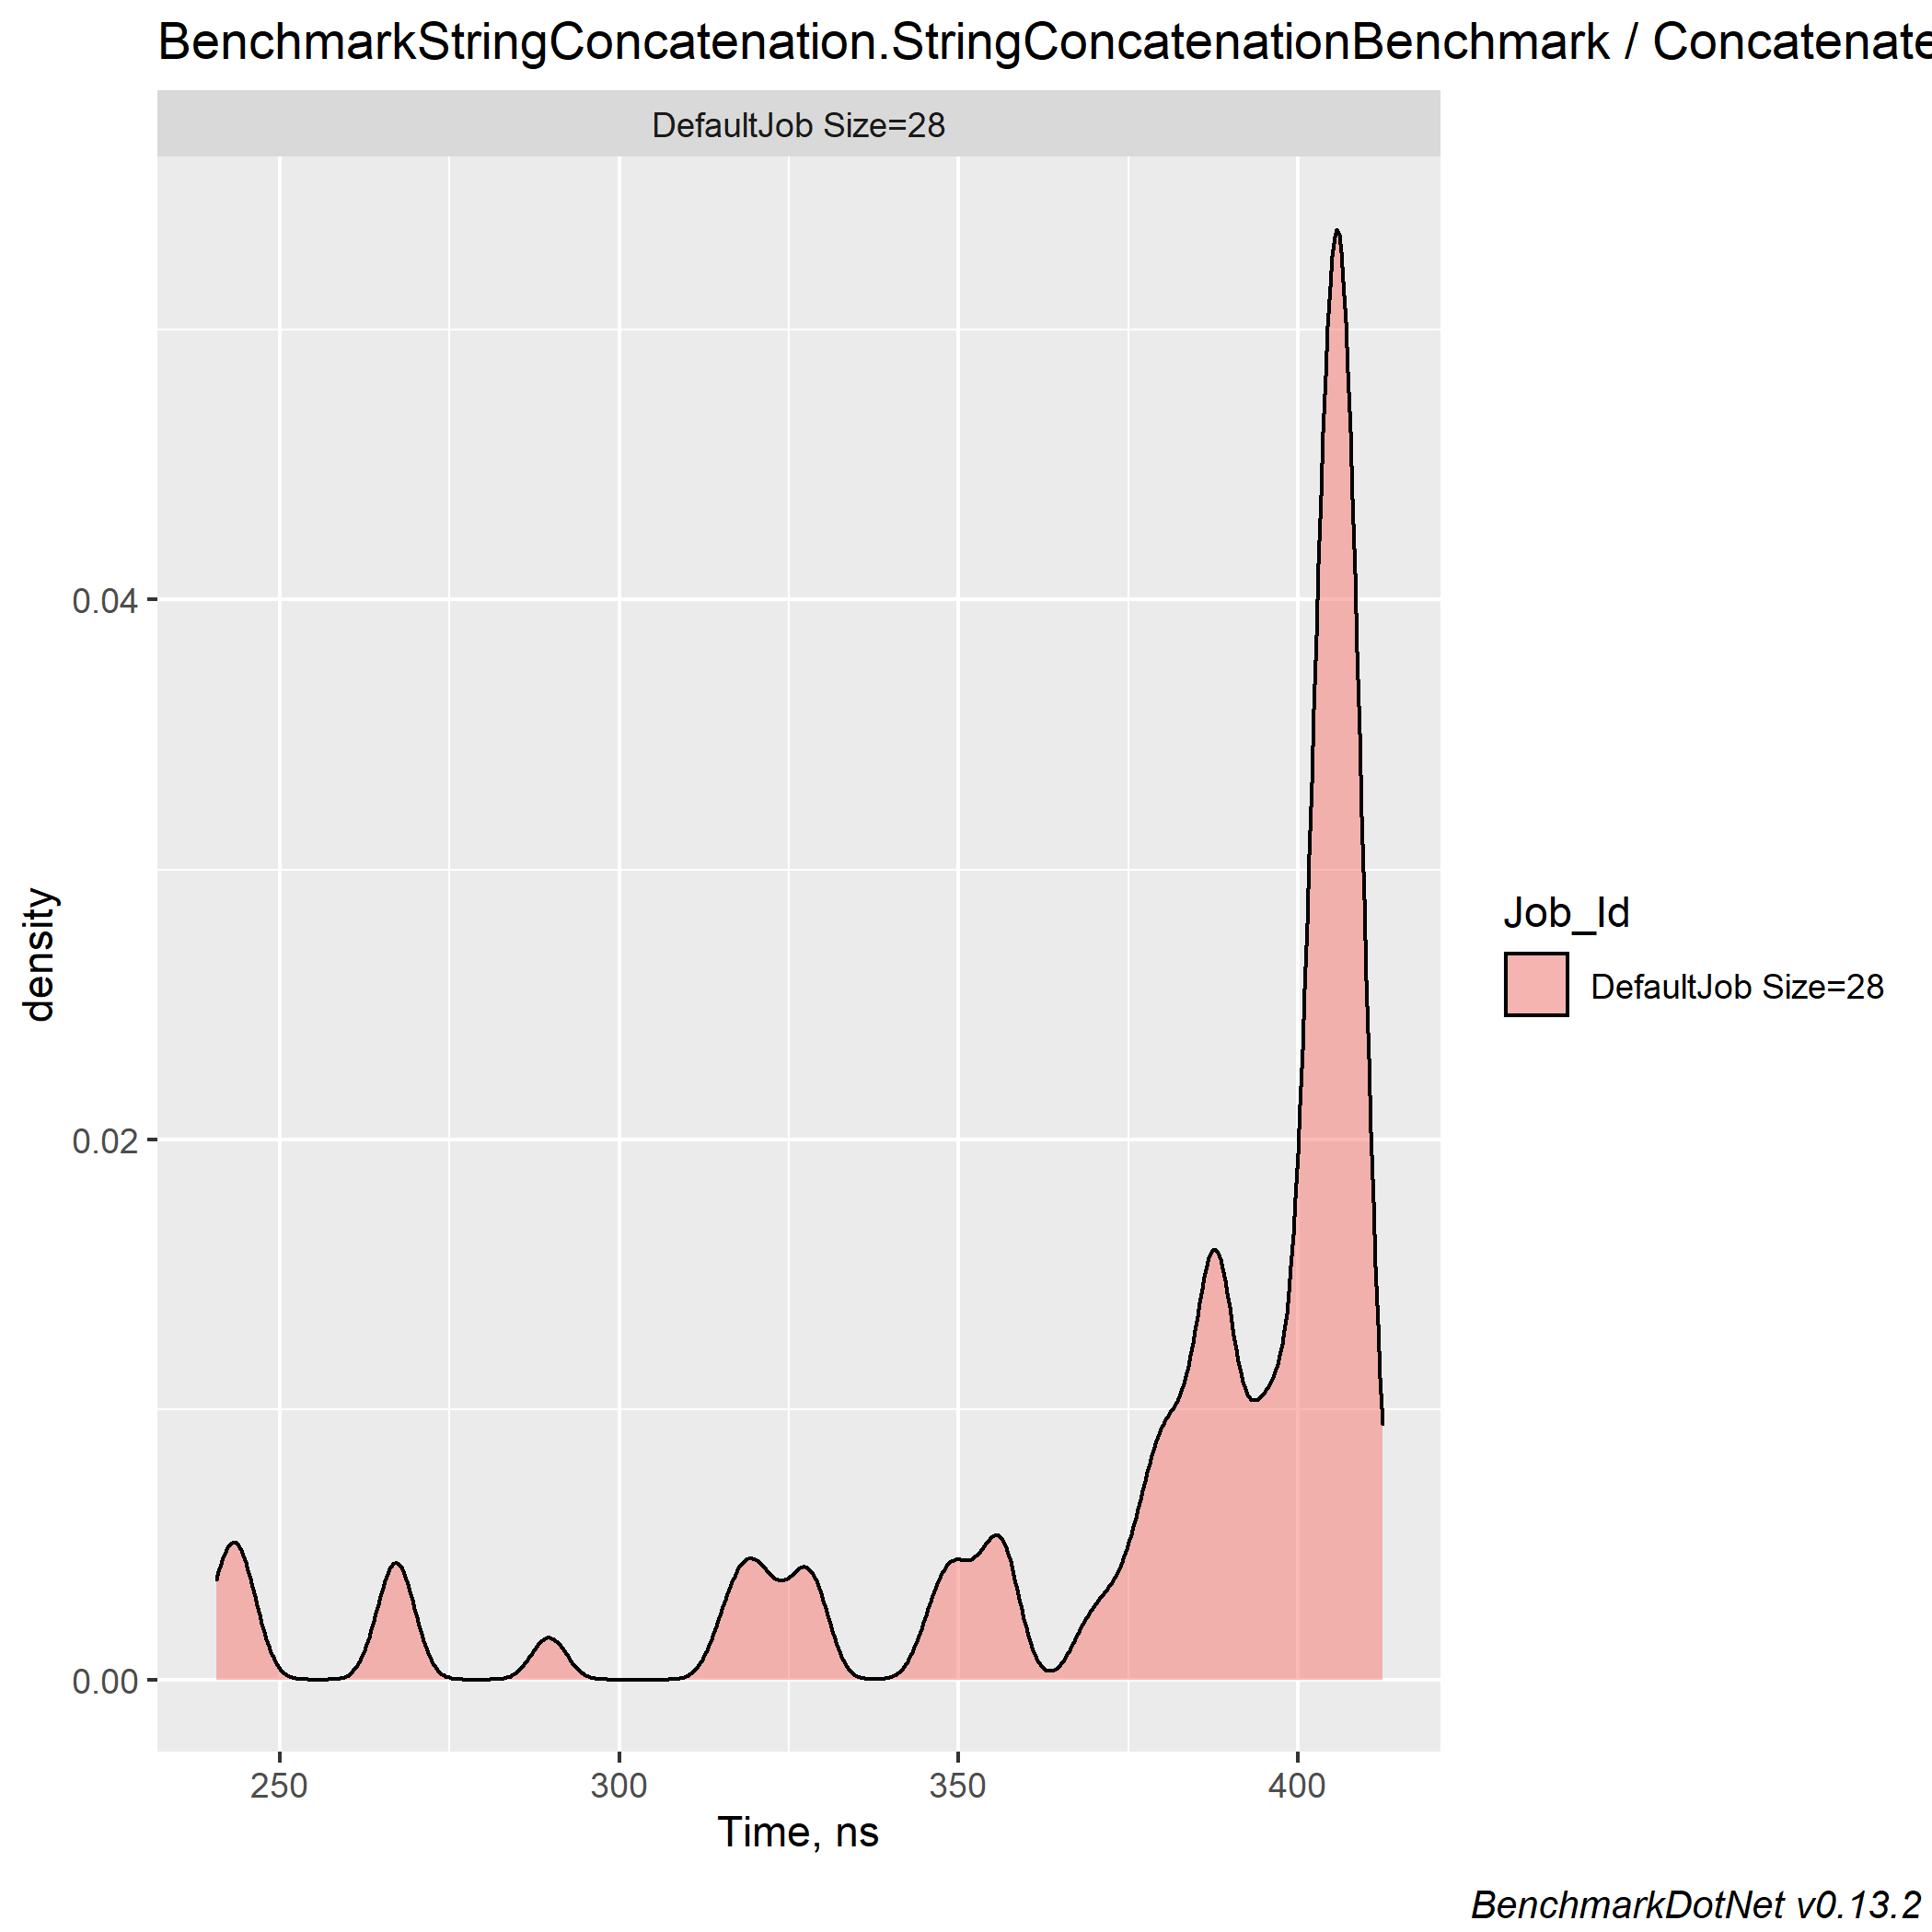 BenchmarkStringConcatenation.StringConcatenationBenchmark / Concatenate
DefaultJob Size=28
0.04
0.02
0.00
density
250 300 350 400
Time, ns
Job_Id
DefaultJob Size=28
BenchmarkDotNet v0.13.2